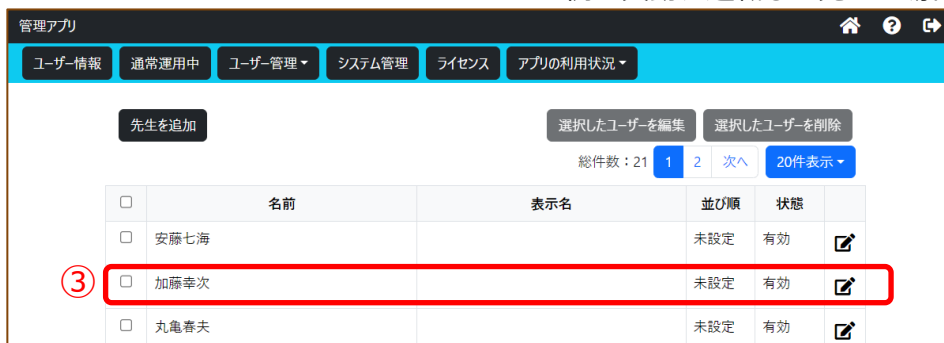 管理アプリ
ユーザー情報 通常運用中 ユーザー管理 システム管理 ライセンス アプリの利用状況
先生を追加 選択したユーザーを編集 選択したユーザーを削除
総件数：21 1 2 次へ 20件表示
名前 表示名 並び順 状態
安藤七海 未設定 有効
③ 加藤幸次 未設定 有効
丸亀春夫 未設定 有効